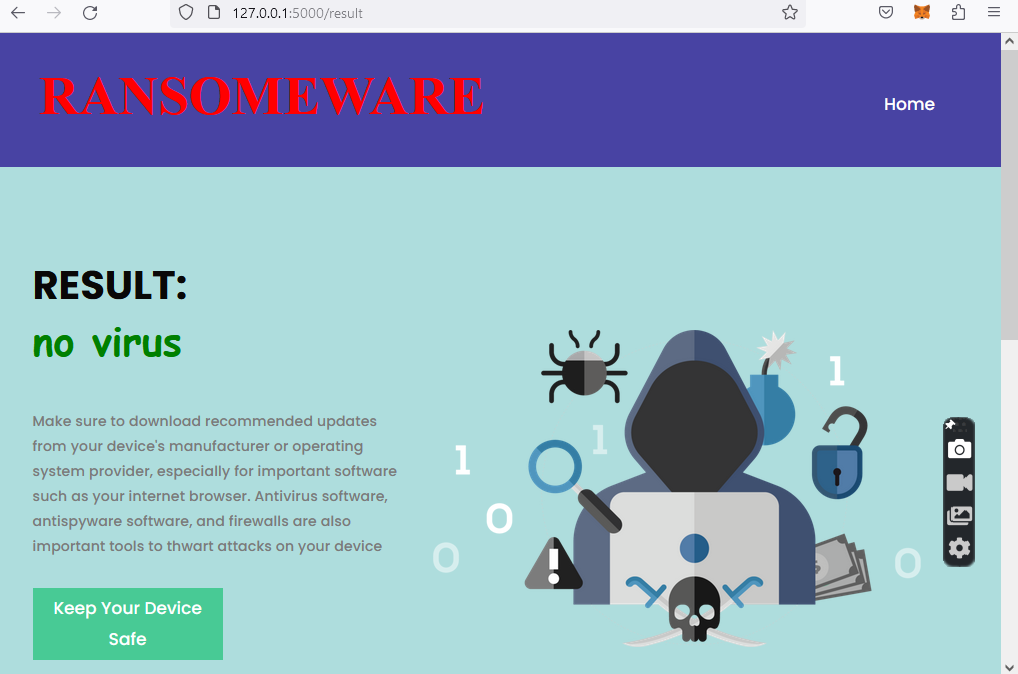 127.0.0.1:5000/result
RANSOMEWARE
Home
RESULT:
no virus
Make sure to download recommended updates
from your device's manufacturer or operating
system provider, especially for important software
such as your internet browser. Antivirus software,
antispyware software, and firewalls are also
important tools to thwart attacks on your device
Keep Your Device
Safe
1
1
1
0
0
0